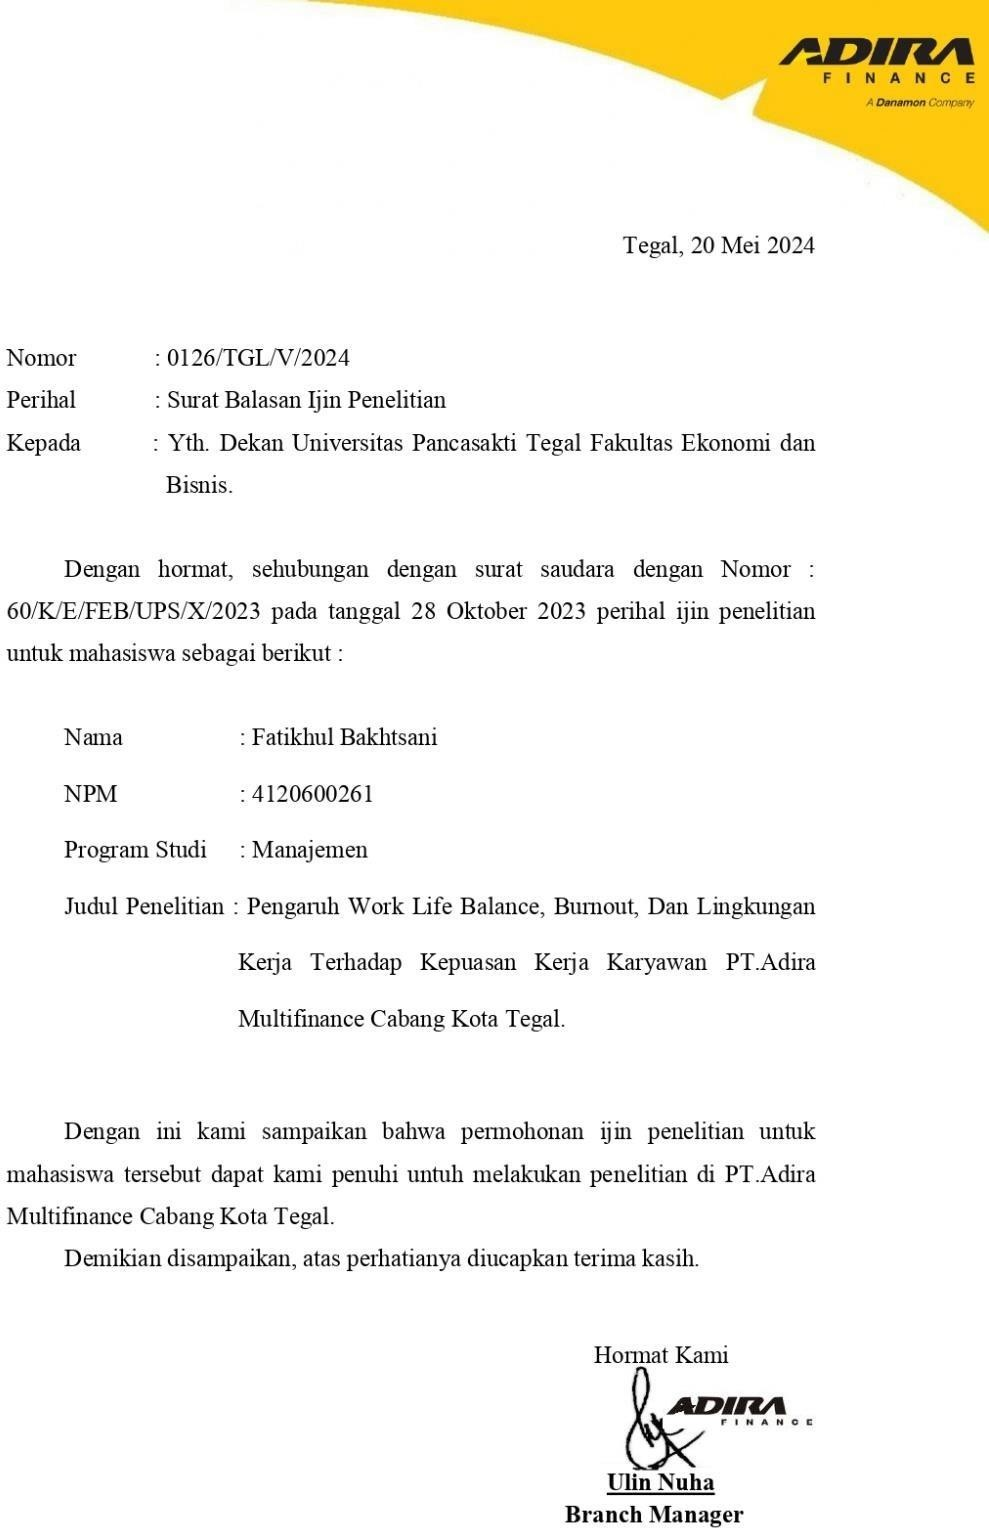 ADIRA
FINANCE
A Danamon Company
Tegal, 20 Mei 2024
Nomor : 0126/TGL/V/2024
Perihal : Surat Balasan Ijin Penelitian
Kepada : Yth. Dekan Universitas Pancasakti Tegal Fakultas Ekonomi dan
Bisnis.
Dengan hormat, sehubungan dengan surat saudara dengan Nomor :
60/K/E/FEB/UPS/X/2023 pada tanggal 28 Oktober 2023 perihal ijin penelitian
untuk mahasiswa sebagai berikut :
Nama : Fatikhul Bakhtsani
NPM : 4120600261
Program Studi : Manajemen
Judul Penelitian : Pengaruh Work Life Balance, Burnout, Dan Lingkungan
Kerja Terhadap Kepuasan Kerja Karyawan PT.Adira
Multifinance Cabang Kota Tegal.
Dengan ini kami sampaikan bahwa permohonan ijin penelitian untuk
mahasiswa tersebut dapat kami penuhi untuh melakukan penelitian di PT.Adira
Multifinance Cabang Kota Tegal.
Demikian disampaikan, atas perhatianya diucapkan terima kasih.
Hormat Kami
ADIRA
FINANCE
Ulin Nuha
Branch Manager